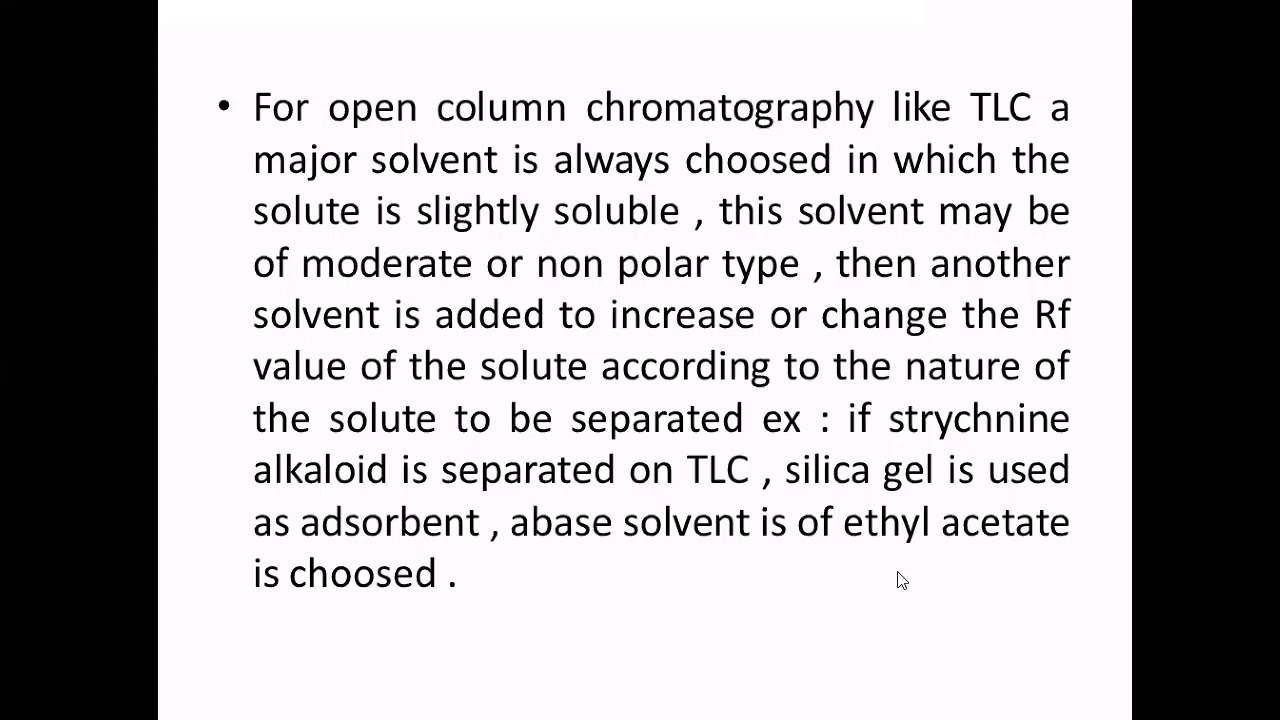 • For open column chromatography like TLC a
major solvent is always choosed in which the
solute is slightly soluble , this solvent may be
of moderate or non polar type , then another
solvent is added to increase or change the Rf
value of the solute according to the nature of
the solute to be separated ex : if strychnine
alkaloid is separated on TLC , silica gel is used
as adsorbent , abase solvent is of ethyl acetate
is choosed .